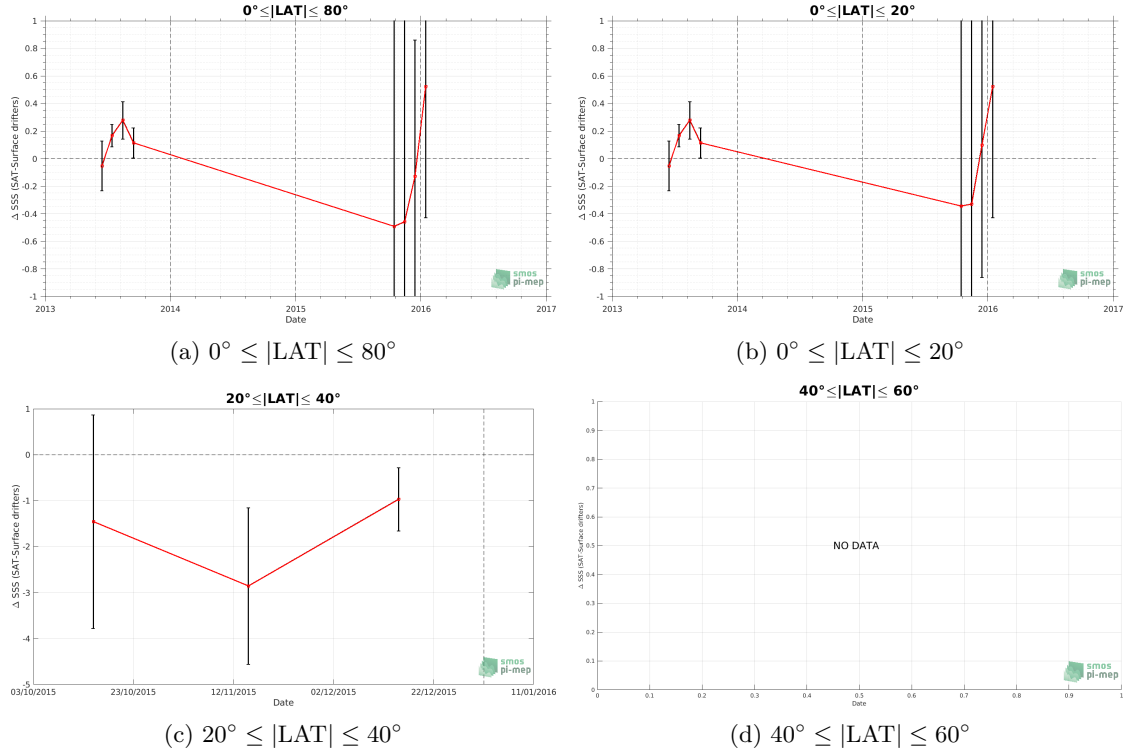 0°≤|LAT|≤ 80°
1
0.8
0.6
0.4
0.2
0
-0.2
-0.4
-0.6
-0.8
-1
Δ SSS (SAT-Surface drifters)
2013
2014
2015
2016
2017
Date
smos
pi-mep
(a) 0° ≤ |LAT| ≤ 80°
0°≤|LAT|≤ 20°
1
0.8
0.6
0.4
0.2
0
-0.2
-0.4
-0.6
-0.8
-1
Δ SSS (SAT-Surface drifters)
2013
2014
2015
2016
2017
Date
smos
pi-mep
(b) 0° ≤ |LAT| ≤ 20°
20°≤|LAT|≤ 40°
1
0
-1
-2
-3
-4
-5
Δ SSS (SAT-Surface drifters)
03/10/2015
23/10/2015
12/11/2015
02/12/2015
22/12/2015
11/01/2016
Date
smos
pi-mep
(c) 20° ≤ |LAT| ≤ 40°
40°≤|LAT|≤ 60°
1
0.9
0.8
0.7
0.6
0.5
0.4
0.3
0.2
0.1
0
Δ SSS (SAT-Surface drifters)
NO DATA
0
0.1
0.2
0.3
0.4
0.5
0.6
0.7
0.8
0.9
1
Date
smos
pi-mep
(d) 40° ≤ |LAT| ≤ 60°